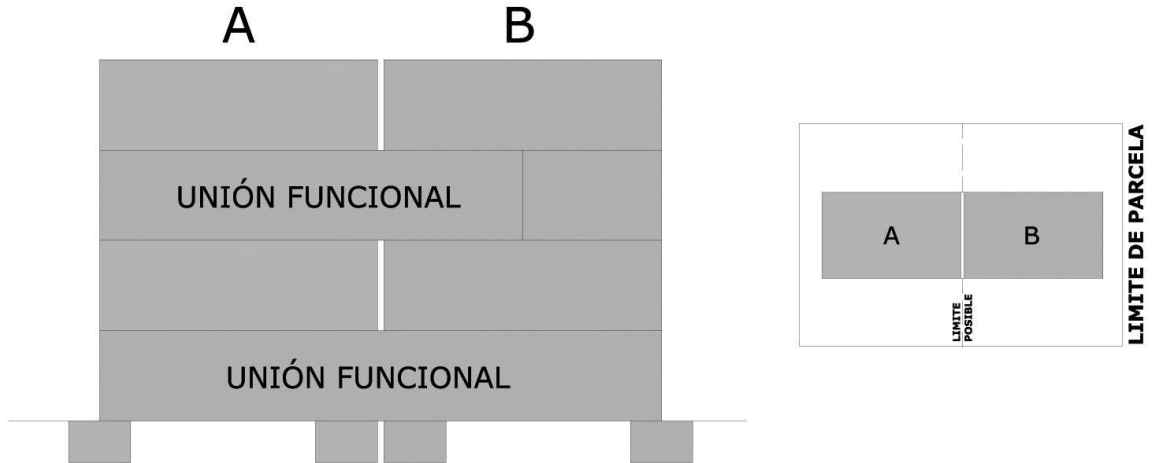 A
B
UNIÓN FUNCIONAL
UNIÓN FUNCIONAL
A
B
LIMITE
POSIBLE
LIMITE DE PARCELA